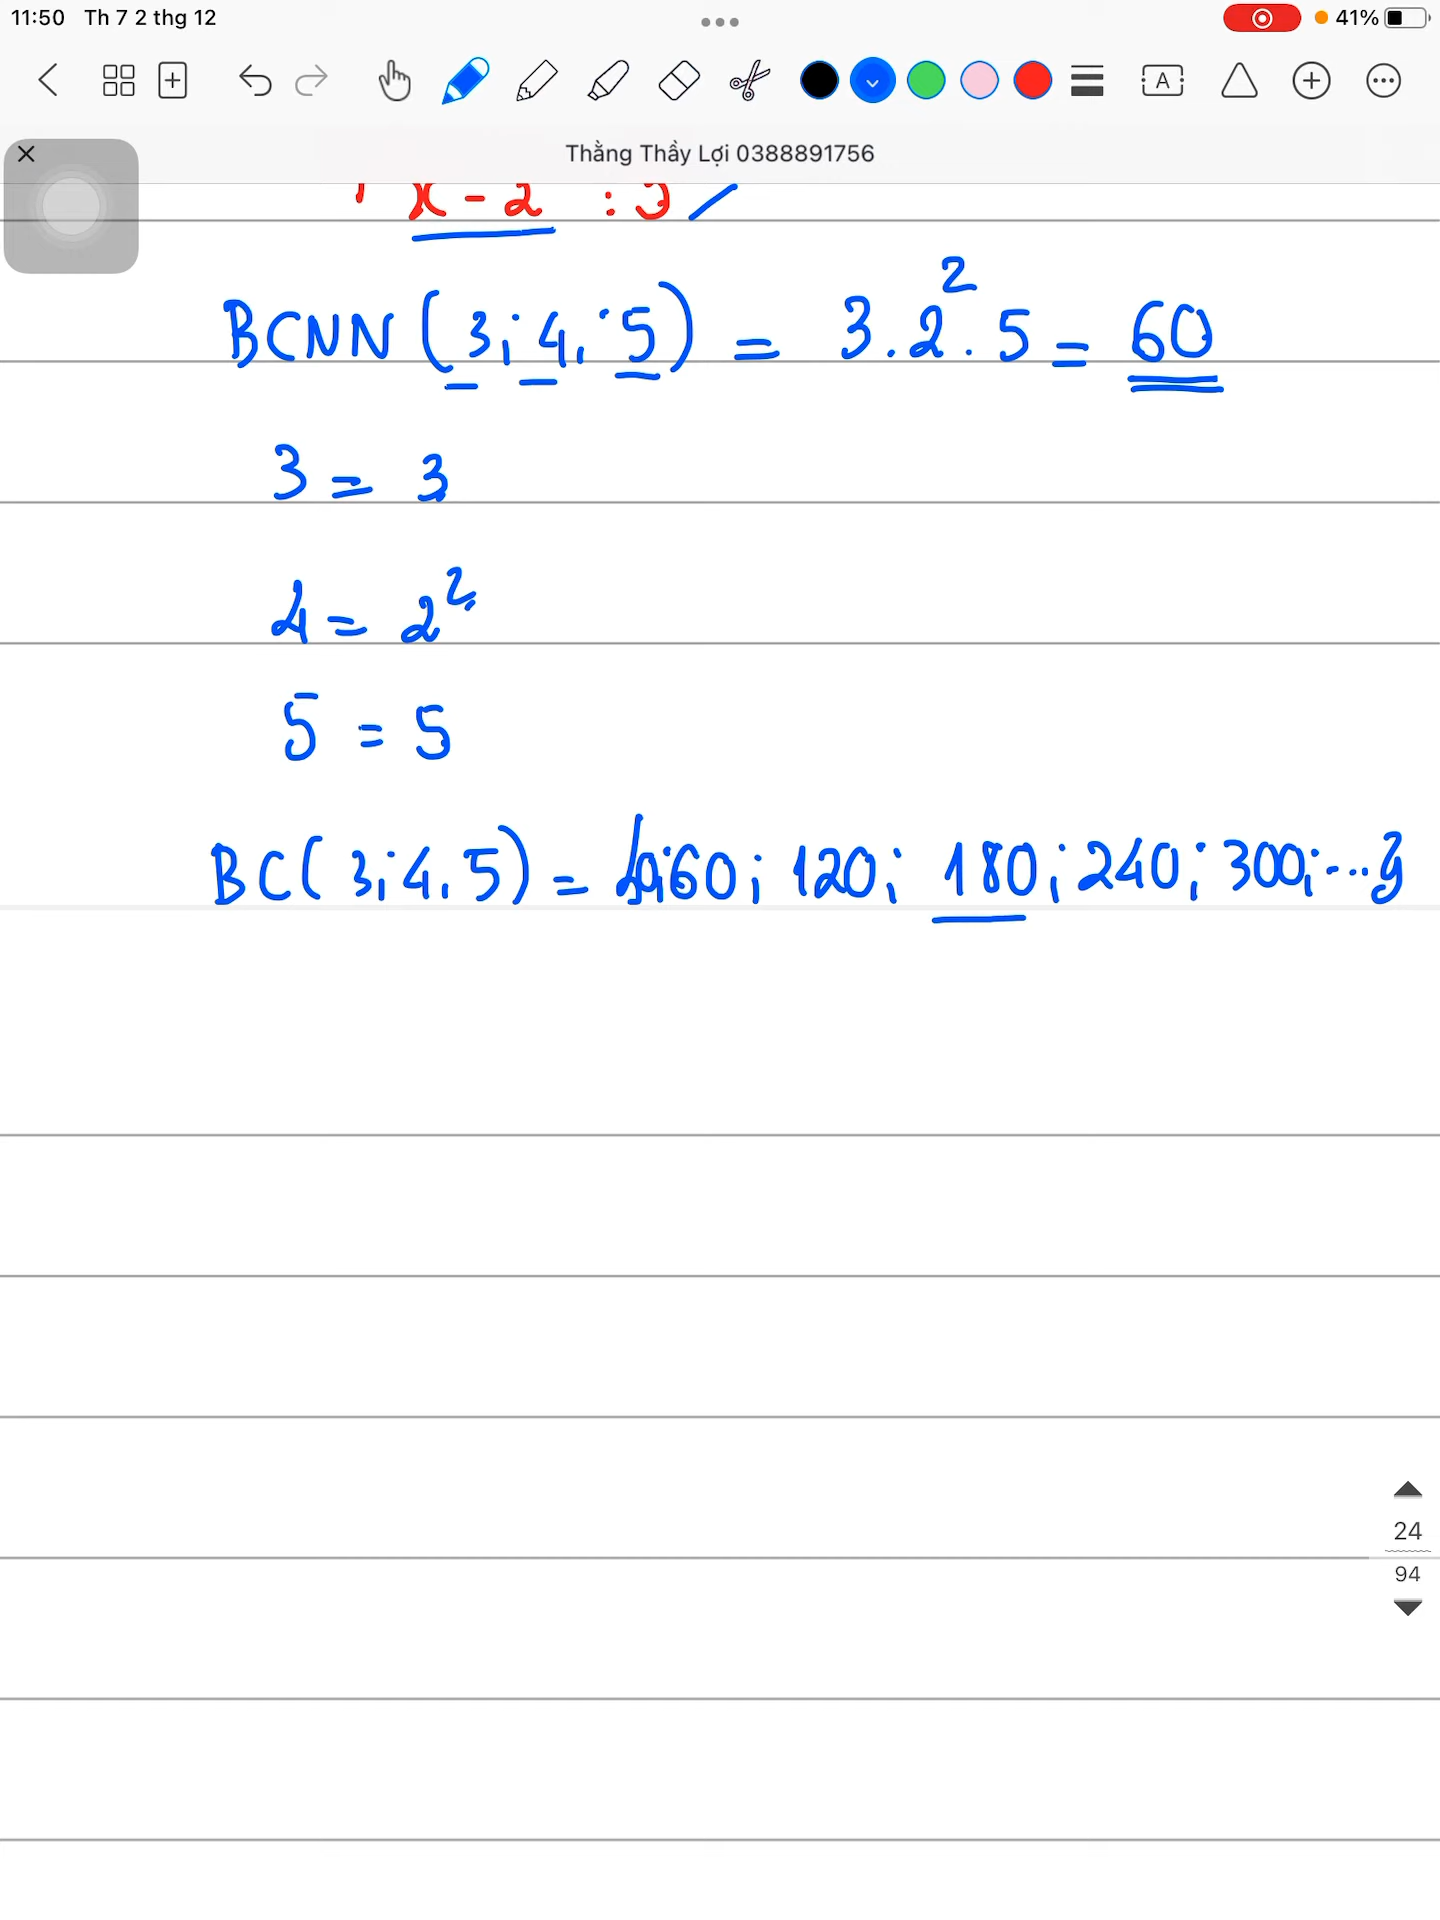 11:50 Th 7 2 thg 12
41%
A
Thằng Thầy Lợi 0388891756
x - 2 : 5
BCNN (3; 4; 5) = 3.2².5 = 60
3 = 3
4 = 2²
5 = 5
BC(3;4;5) = {0;60; 120; 180; 240; 300; ...}
24
94